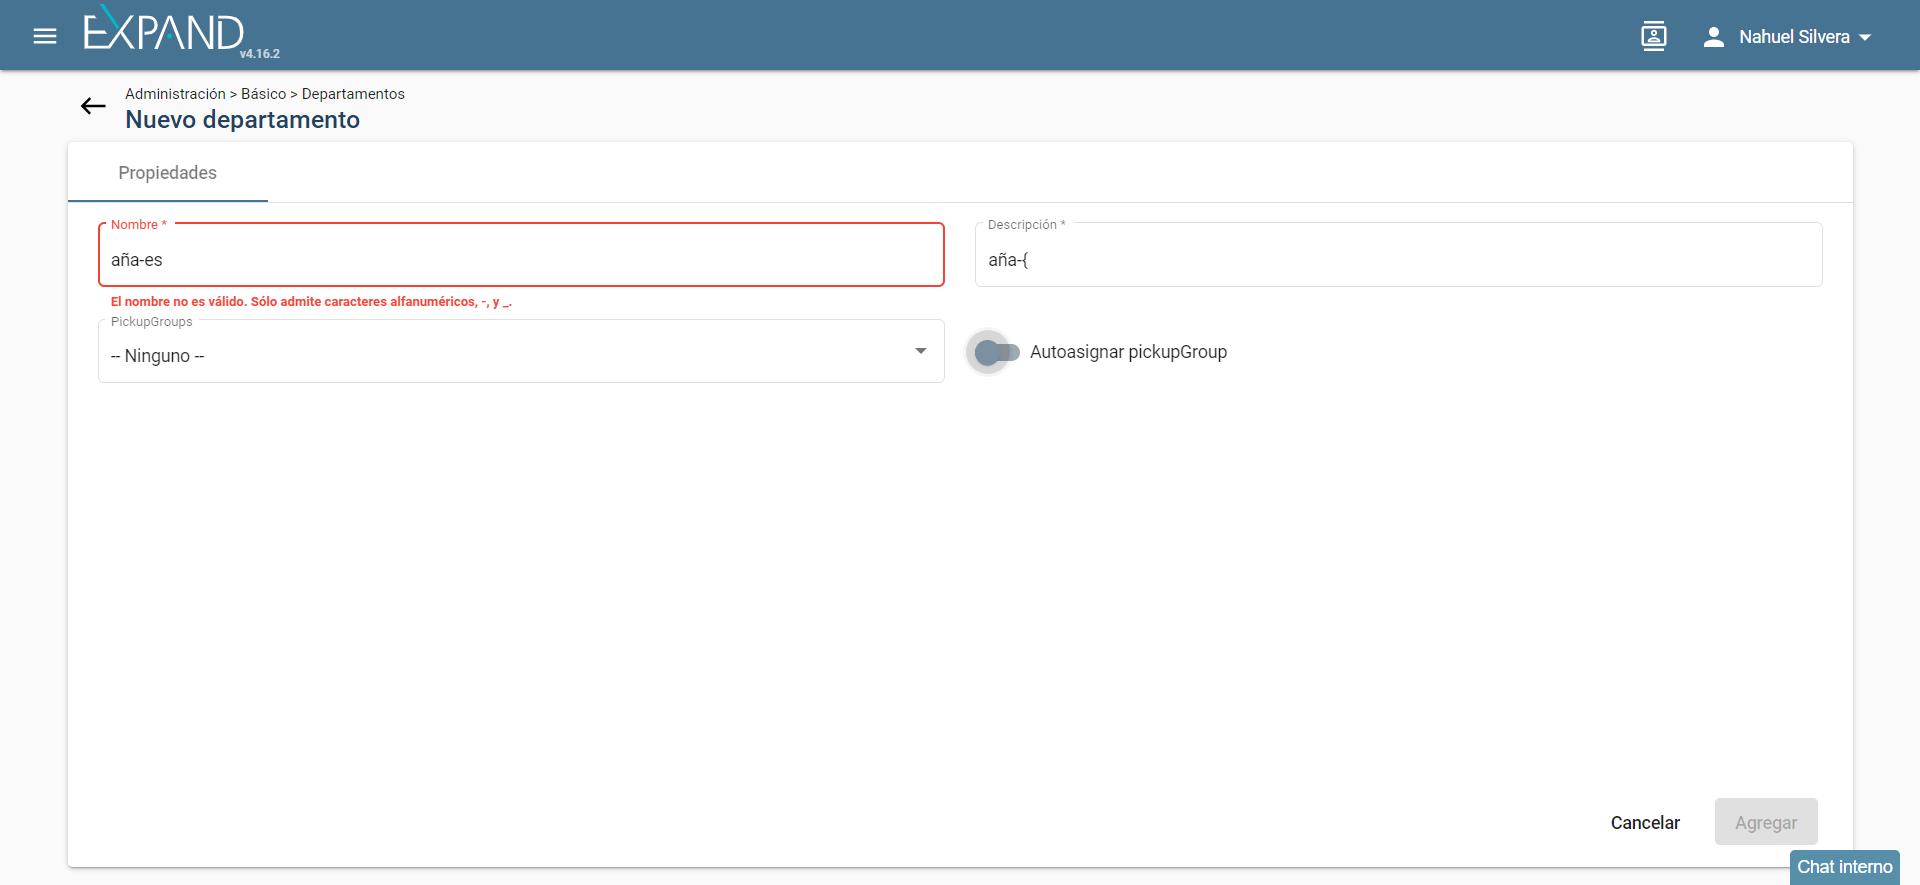 EXPAND
v4.16.2
Nahuel Silvera
Administración > Básico > Departamentos
Nuevo departamento
Propiedades
Nombre *
aña-es
El nombre no es válido. Sólo admite caracteres alfanuméricos, -, y _.
Descripción *
aña-{
PickupGroups
-- Ninguno --
Autoasignar pickupGroup
Cancelar
Agregar
Chat interno